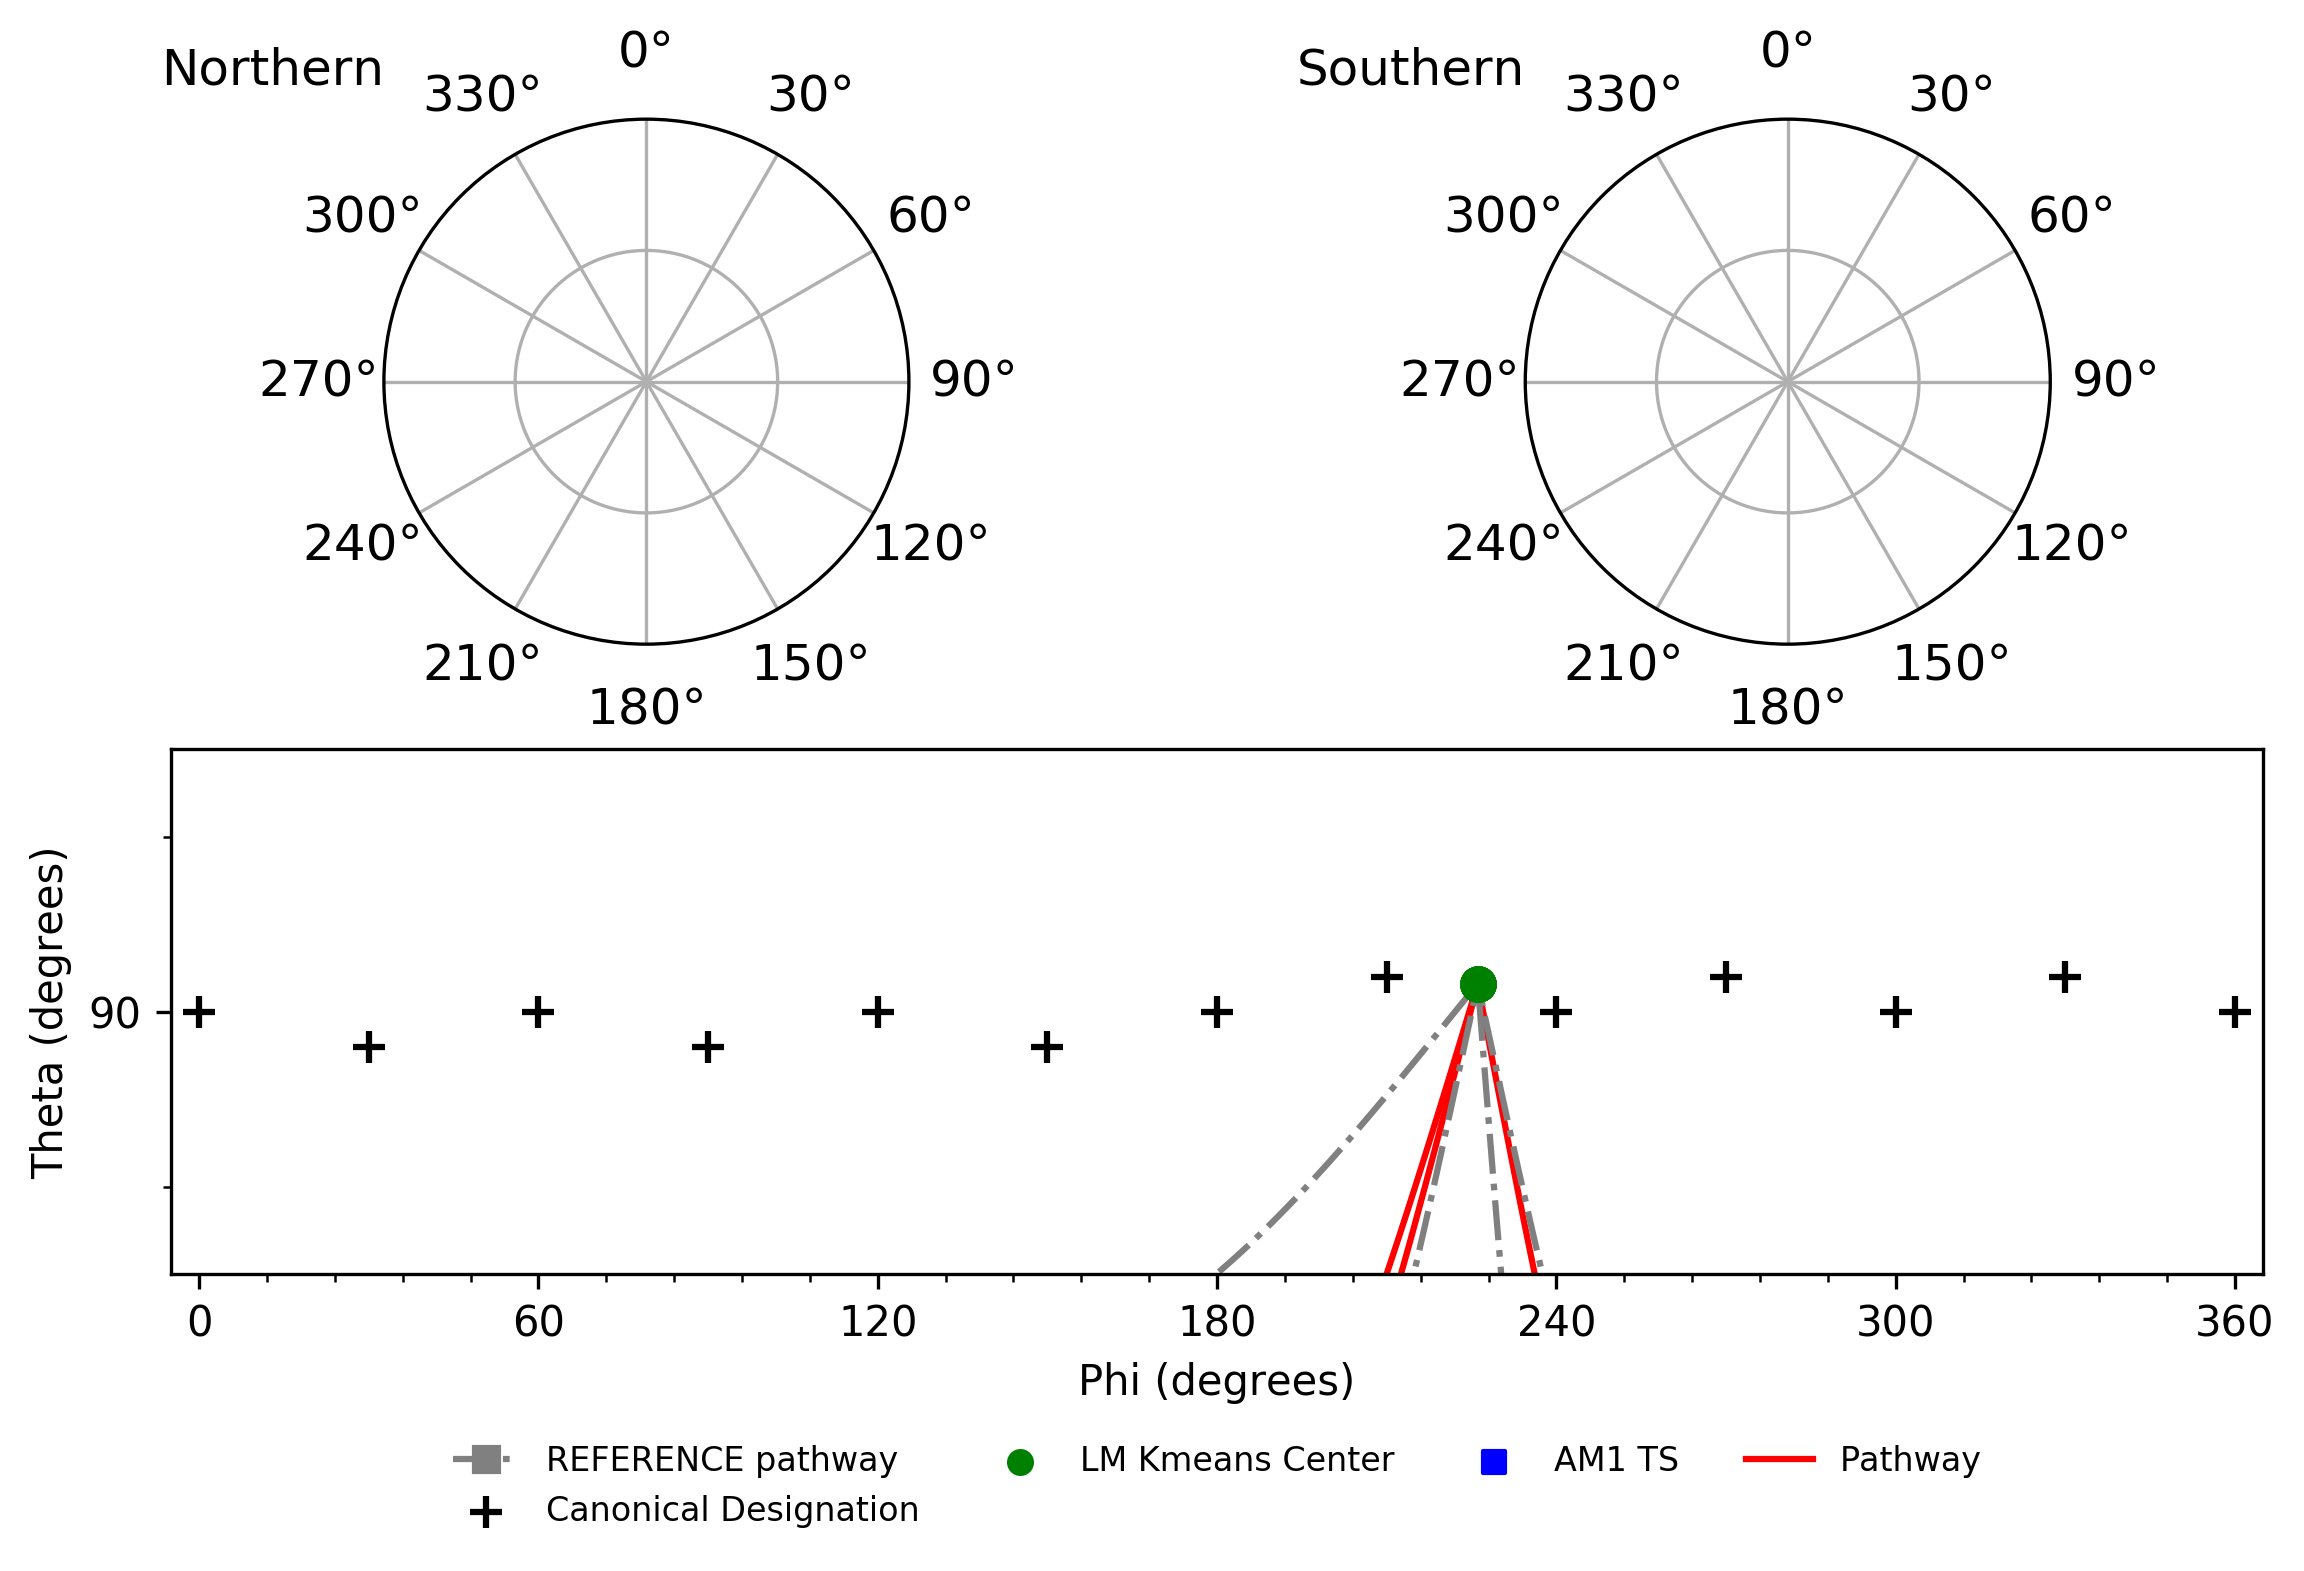 Northern
0°
30°
60°
90°
120°
150°
180°
210°
240°
270°
300°
330°
Southern
0°
30°
60°
90°
120°
150°
180°
210°
240°
270°
300°
330°
Theta (degrees)
90
0 60 120 180 240 300 360
Phi (degrees)
REFERENCE pathway
Canonical Designation
LM Kmeans Center
AM1 TS
Pathway